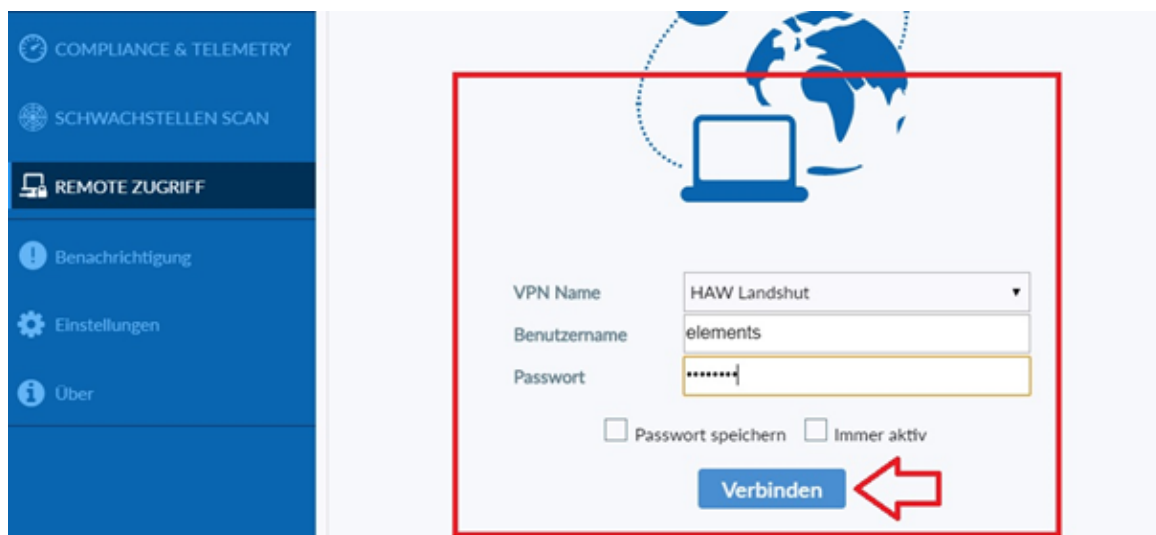 COMPLIANCE & TELEMETRY
SCHWACHSTELLEN SCAN
REMOTE ZUGRIFF
Benachrichtigung
Einstellungen
Über
VPN Name HAW Landshut
Benutzername elements
Passwort ••••••••
Passwort speichern Immer aktiv
Verbinden